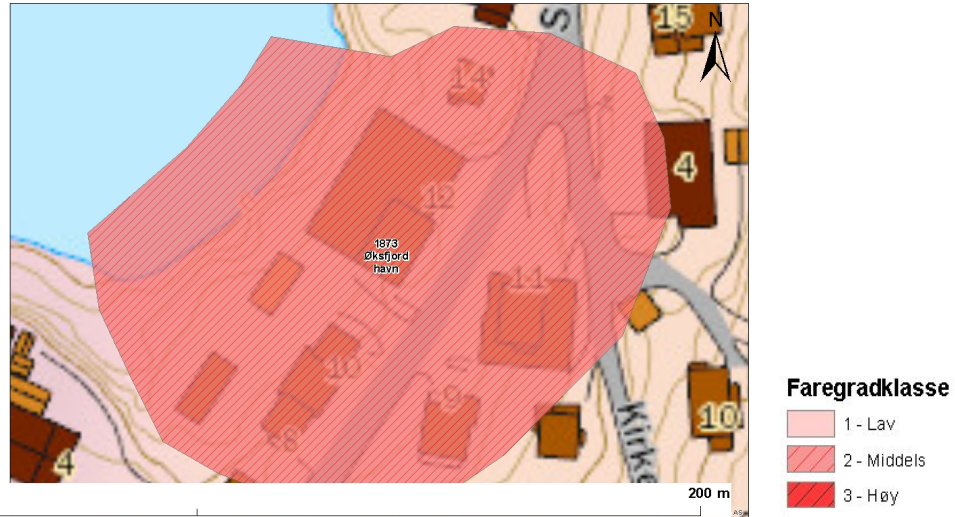 S
15
N
14
4
12
1873
Øksfjord
havn
11
10
9
8
10
Kirke
4
200 m
Faregradklasse
1 - Lav
2 - Middels
3 - Høy